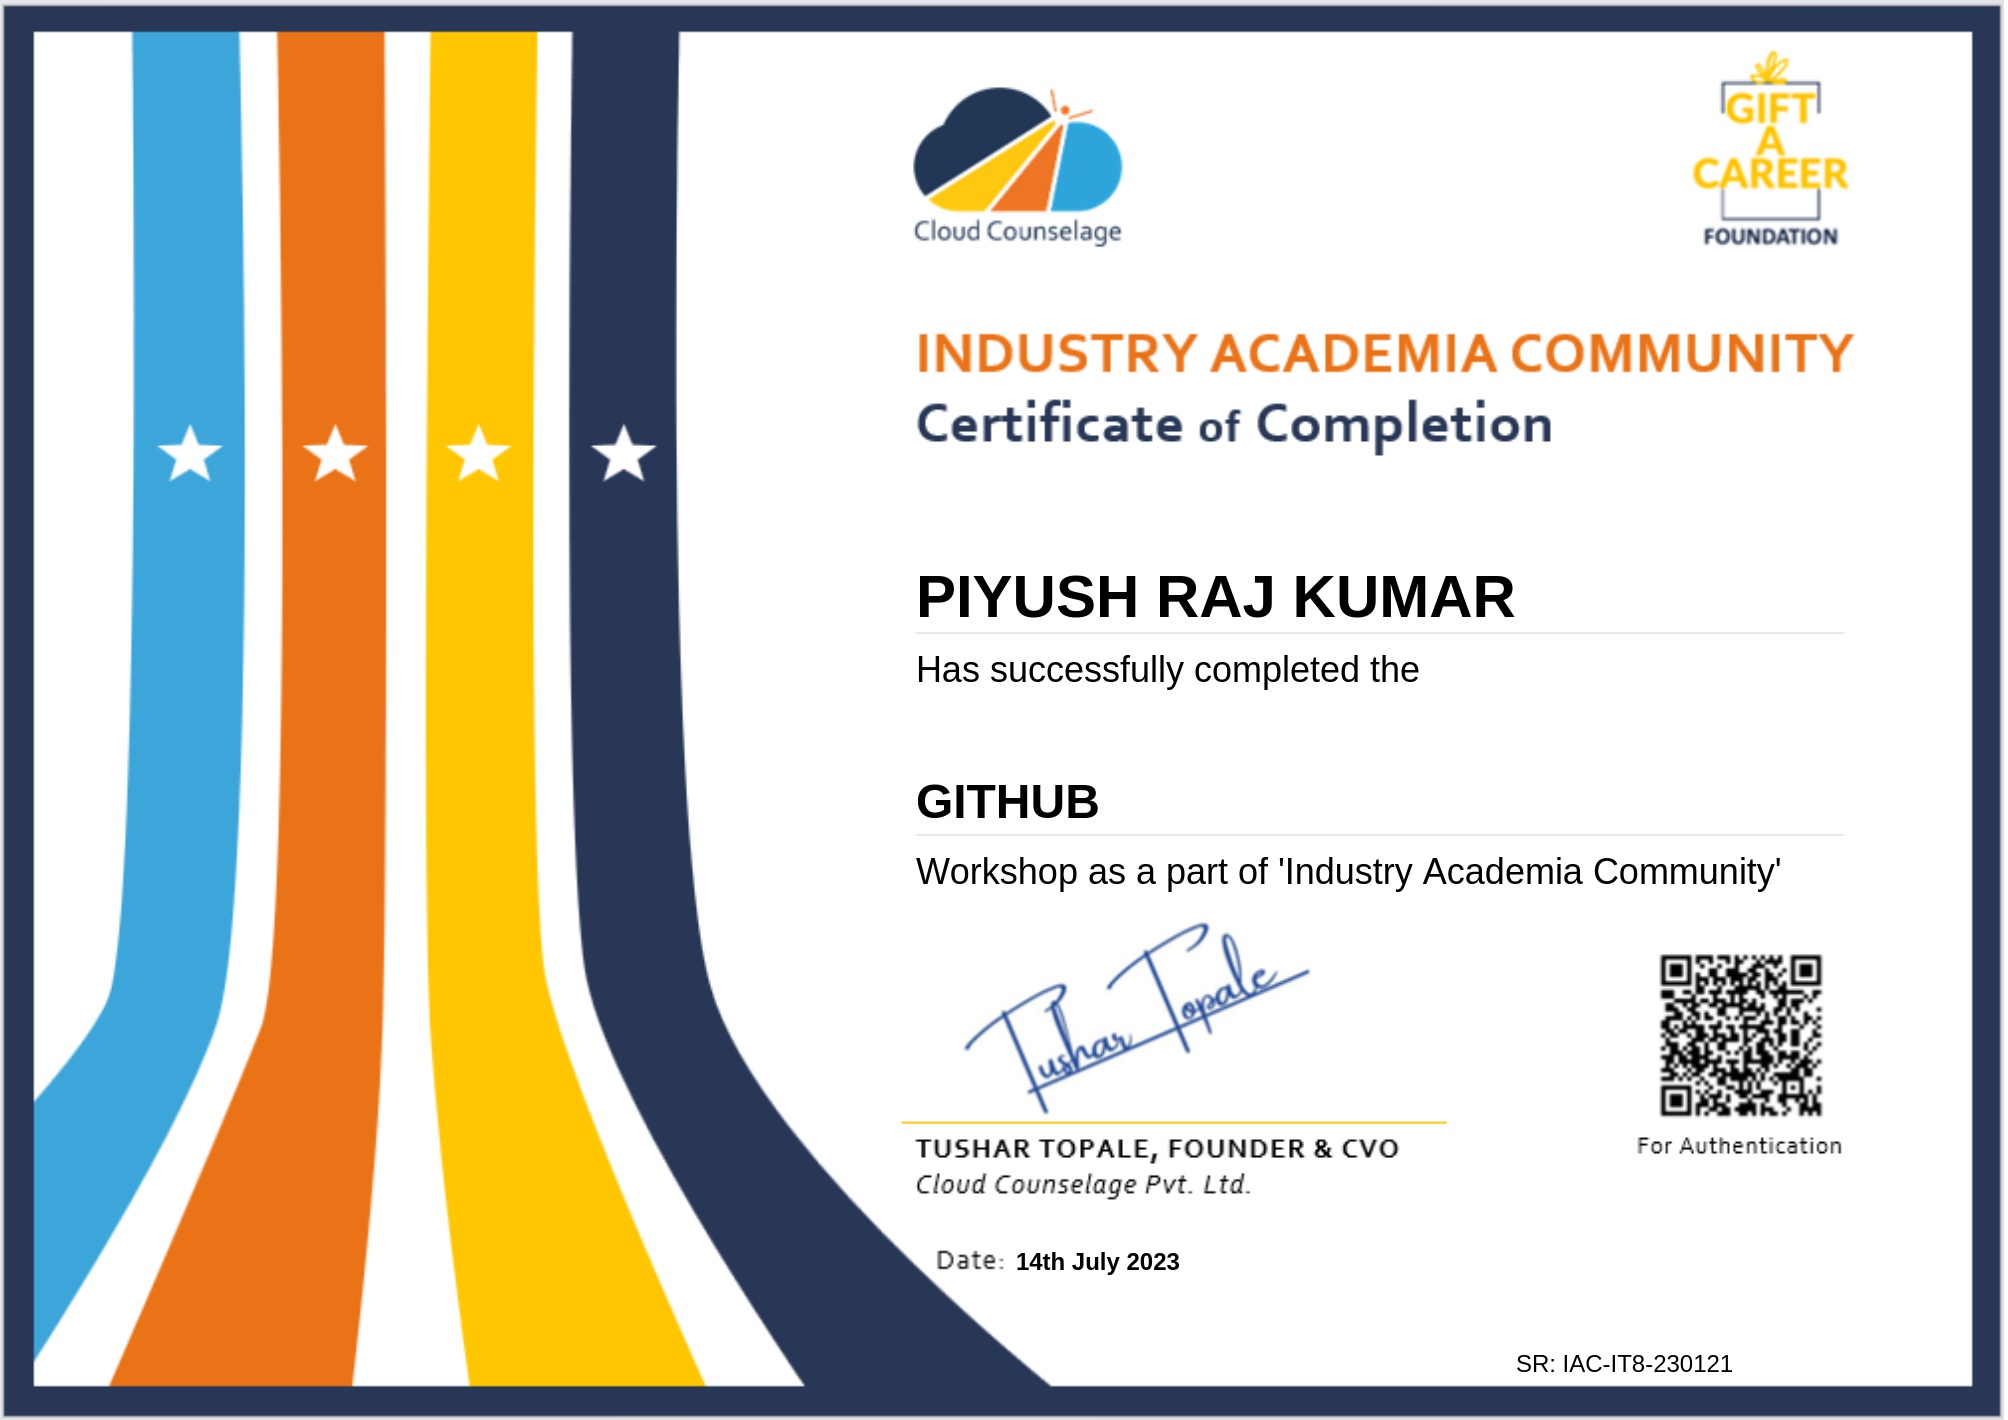 Cloud Counselage
GIFT
A
CAREER
FOUNDATION
INDUSTRY ACADEMIA COMMUNITY
Certificate of Completion
PIYUSH RAJ KUMAR
Has successfully completed the
GITHUB
Workshop as a part of 'Industry Academia Community'
Tushar Topale
TUSHAR TOPALE, FOUNDER & CVO
Cloud Counselage Pvt. Ltd.
For Authentication
Date: 14th July 2023
SR: IAC-IT8-230121